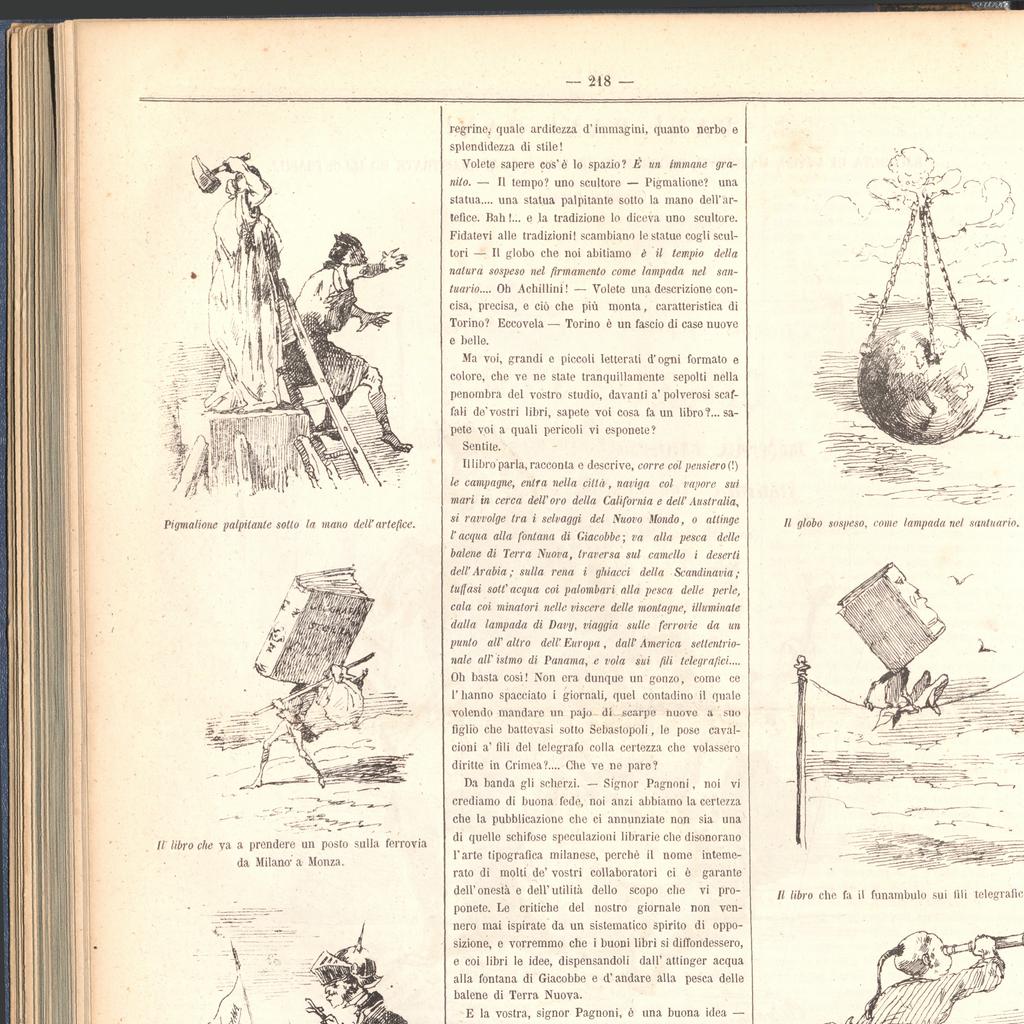 — 218 —
Pigmalione palpitante sotto la mano dell'artefice.
Il libro che va a prendere un posto sulla ferrovia
da Milano a Monza.
regrine, quale arditezza d'immagini, quanto nerbo e
splendidezza di stile!
Volete sapere cos'è lo spazio? È un immane gra-
nito. — Il tempo? uno scultore — Pigmalione? una
statua.... una statua palpitante sotto la mano dell'ar-
tefice. Bah!... e la tradizione lo diceva uno scultore.
Fidatevi alle tradizioni! scambiano le statue cogli scul-
tori — Il globo che noi abitiamo è il tempio della
natura sospeso nel firmamento come lampada nel san-
tuario.... Oh Achillini! — Volete una descrizione con-
cisa, precisa, e ciò che più monta, caratteristica di
Torino? Eccovela — Torino è un fascio di case nuove
e belle.
Ma voi, grandi e piccoli letterati d'ogni formato e
colore, che ve ne state tranquillamente sepolti nella
penombra del vostro studio, davanti a' polverosi scaf-
fali de' vostri libri, sapete voi cosa fa un libro?... sa-
pete voi a quali pericoli vi esponete?
Sentite.
Il libro parla, racconta e descrive, corre col pensiero (!)
le campagne, entra nella città, naviga col vapore sui
mari in cerca dell'oro della California e dell'Australia,
si ravvolge tra i selvaggi del Nuovo Mondo, o attinge
l'acqua alla fontana di Giacobbe; va alla pesca delle
balene di Terra Nuova, traversa sul camello i deserti
dell'Arabia; sulla rena i ghiacci della Scandinavia;
tuffasi sott'acqua coi palombari alla pesca delle perle,
cala coi minatori nelle viscere delle montagne, illuminate
dalla lampada di Davy, viaggia sulle ferrovie da un
punto all'altro dell'Europa, dall'America settentrio-
nale all'istmo di Panama, e vola sui fili telegrafici....
Oh basta così! Non era dunque un gonzo, come ce
l'hanno spacciato i giornali, quel contadino il quale
volendo mandare un pajo di scarpe nuove a suo
figlio che battevasi sotto Sebastopoli, le pose caval-
cioni a' fili del telegrafo colla certezza che volassero
diritte in Crimea?.... Che ve ne pare?
Da banda gli scherzi. — Signor Pagnoni, noi vi
crediamo di buona fede, noi anzi abbiamo la certezza
che la pubblicazione che ci annunziate non sia una
di quelle schifose speculazioni librarie che disonorano
l'arte tipografica milanese, perchè il nome inteme-
rato di molti de' vostri collaboratori ci è garante
dell'onestà e dell'utilità dello scopo che vi pro-
ponete. Le critiche del nostro giornale non ven-
nero mai ispirate da un sistematico spirito di oppo-
sizione, e vorremmo che i buoni libri si diffondessero,
e coi libri le idee, dispensandoli dall'attinger acqua
alla fontana di Giacobbe e d'andare alla pesca delle
balene di Terra Nuova.
E la vostra, signor Pagnoni, è una buona idea —
Il globo sospeso, come lampada nel santuario.
Il libro che fa il funambulo sui fili telegrafic